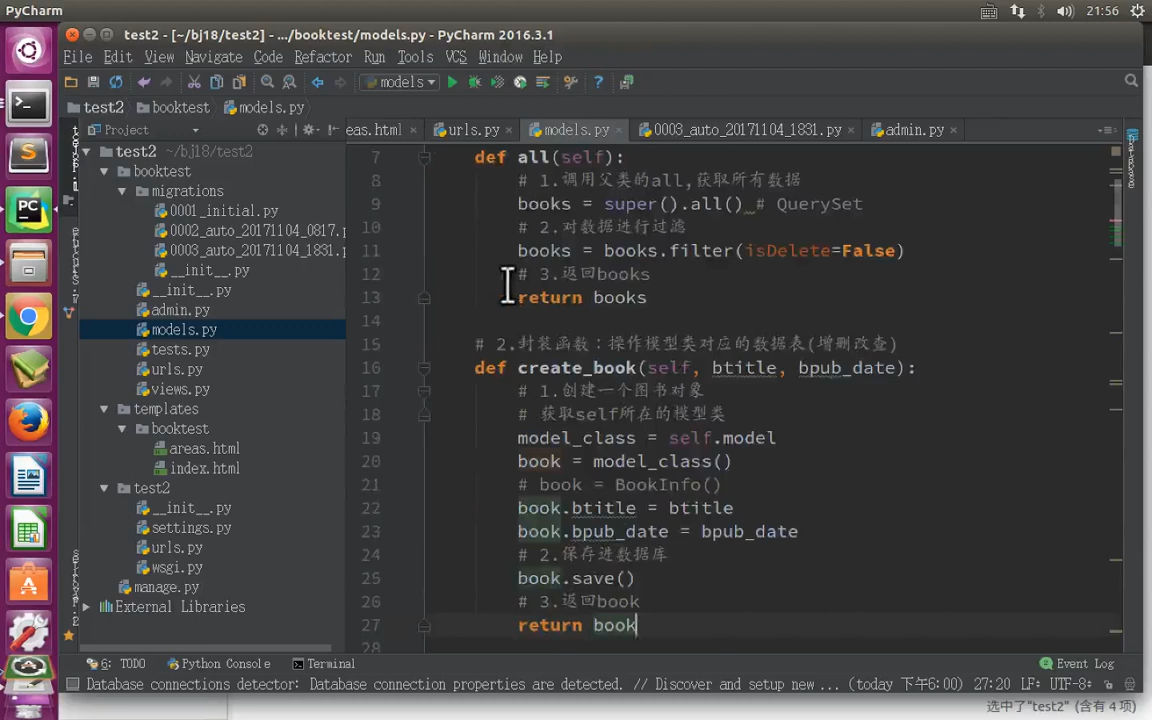 PyCharm
21:56
test2 - [~/bj18/test2] - .../booktest/models.py - PyCharm 2016.3.1
File Edit View Navigate Code Refactor Run Tools VCS Window Help
models
test2 booktest models.py
Project
eas.html urls.py models.py 0003_auto_20171104_1831.py admin.py
test2 ~/bj18/test2
booktest
migrations
0001_initial.py
0002_auto_20171104_0817.p
0003_auto_20171104_1831.p
__init__.py
__init__.py
admin.py
models.py
tests.py
urls.py
views.py
templates
booktest
areas.html
index.html
test2
__init__.py
settings.py
urls.py
wsgi.py
manage.py
External Libraries
7 def all(self):
8 # 1.调用父类的all,获取所有数据
9 books = super().all() # QuerySet
10 # 2.对数据进行过滤
11 books = books.filter(isDelete=False)
12 # 3.返回books
13 return books
14
15 # 2.封装函数：操作模型类对应的数据表(增删改查)
16 def create_book(self, btitle, bpub_date):
17 # 1.创建一个图书对象
18 # 获取self所在的模型类
19 model_class = self.model
20 book = model_class()
21 # book = BookInfo()
22 book.btitle = btitle
23 book.bpub_date = bpub_date
24 # 2.保存进数据库
25 book.save()
26 # 3.返回book
27 return book
28
6: TODO Python Console Terminal Event Log
Database connections detector: Database connection properties are detected. // Discover and setup new ... (today 下午6:00) 27:20 LF÷ UTF-8÷
选中了"test2" (含有 4 项)